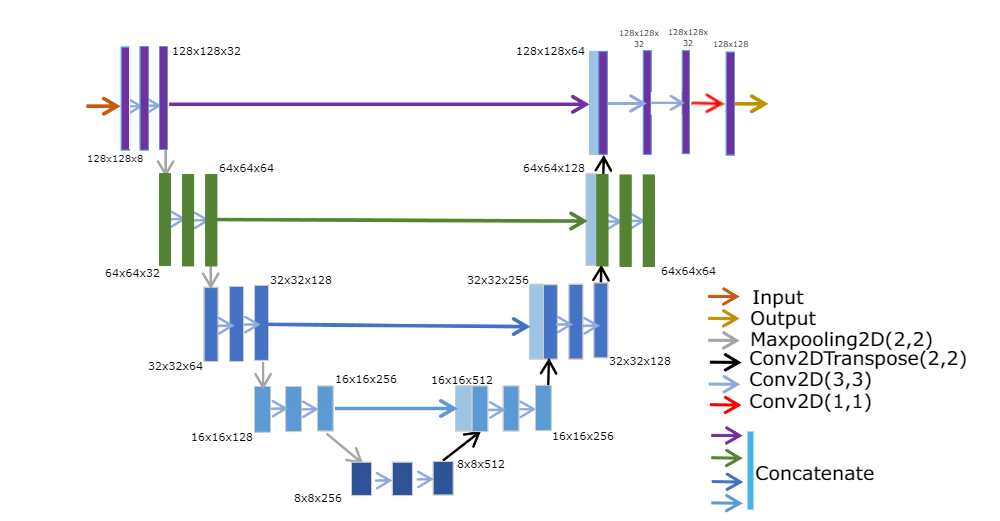 128x128x32
128x128x8
64x64x64
64x64x32
32x32x128
32x32x64
16x16x256
16x16x128
8x8x256
8x8x512
16x16x512
16x16x256
32x32x256
32x32x128
64x64x128
64x64x64
128x128x64
128x128x
32
128x128x
32
128x128
Input
Output
Maxpooling2D(2,2)
Conv2DTranspose(2,2)
Conv2D(3,3)
Conv2D(1,1)
Concatenate